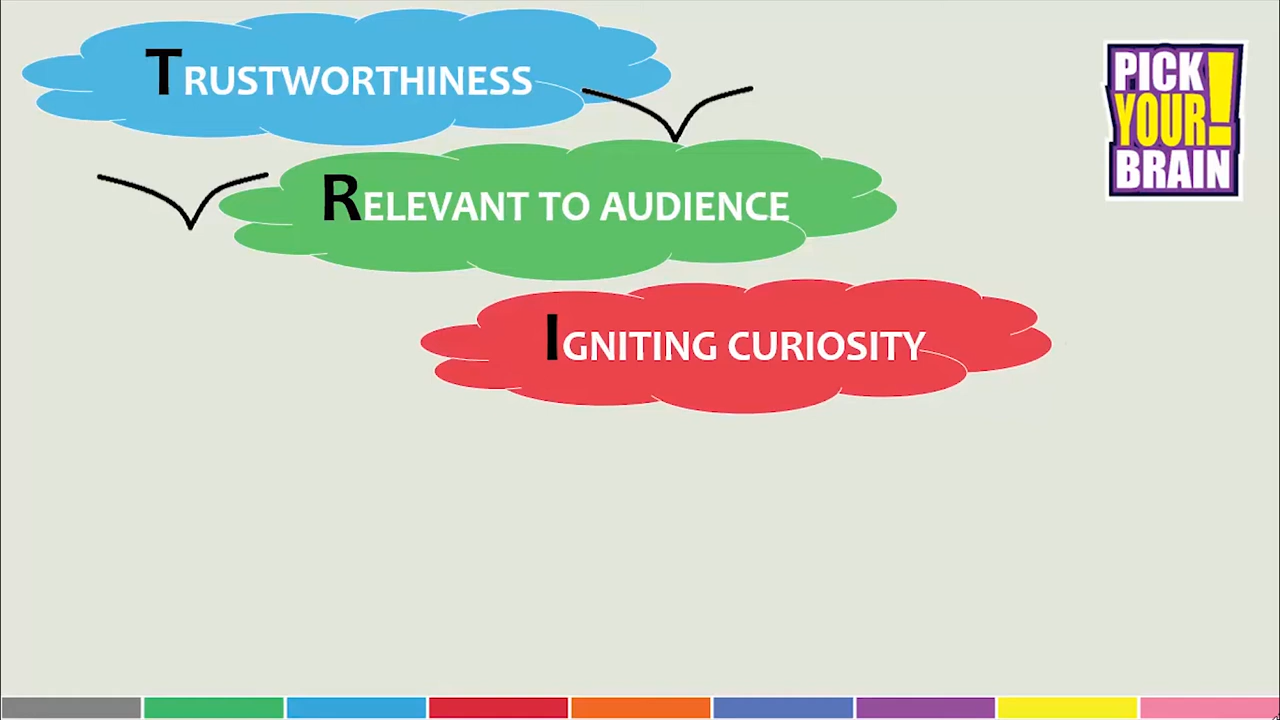 TRUSTWORTHINESS
RELEVANT TO AUDIENCE
IGNITING CURIOSITY
PICK
YOUR!
BRAIN